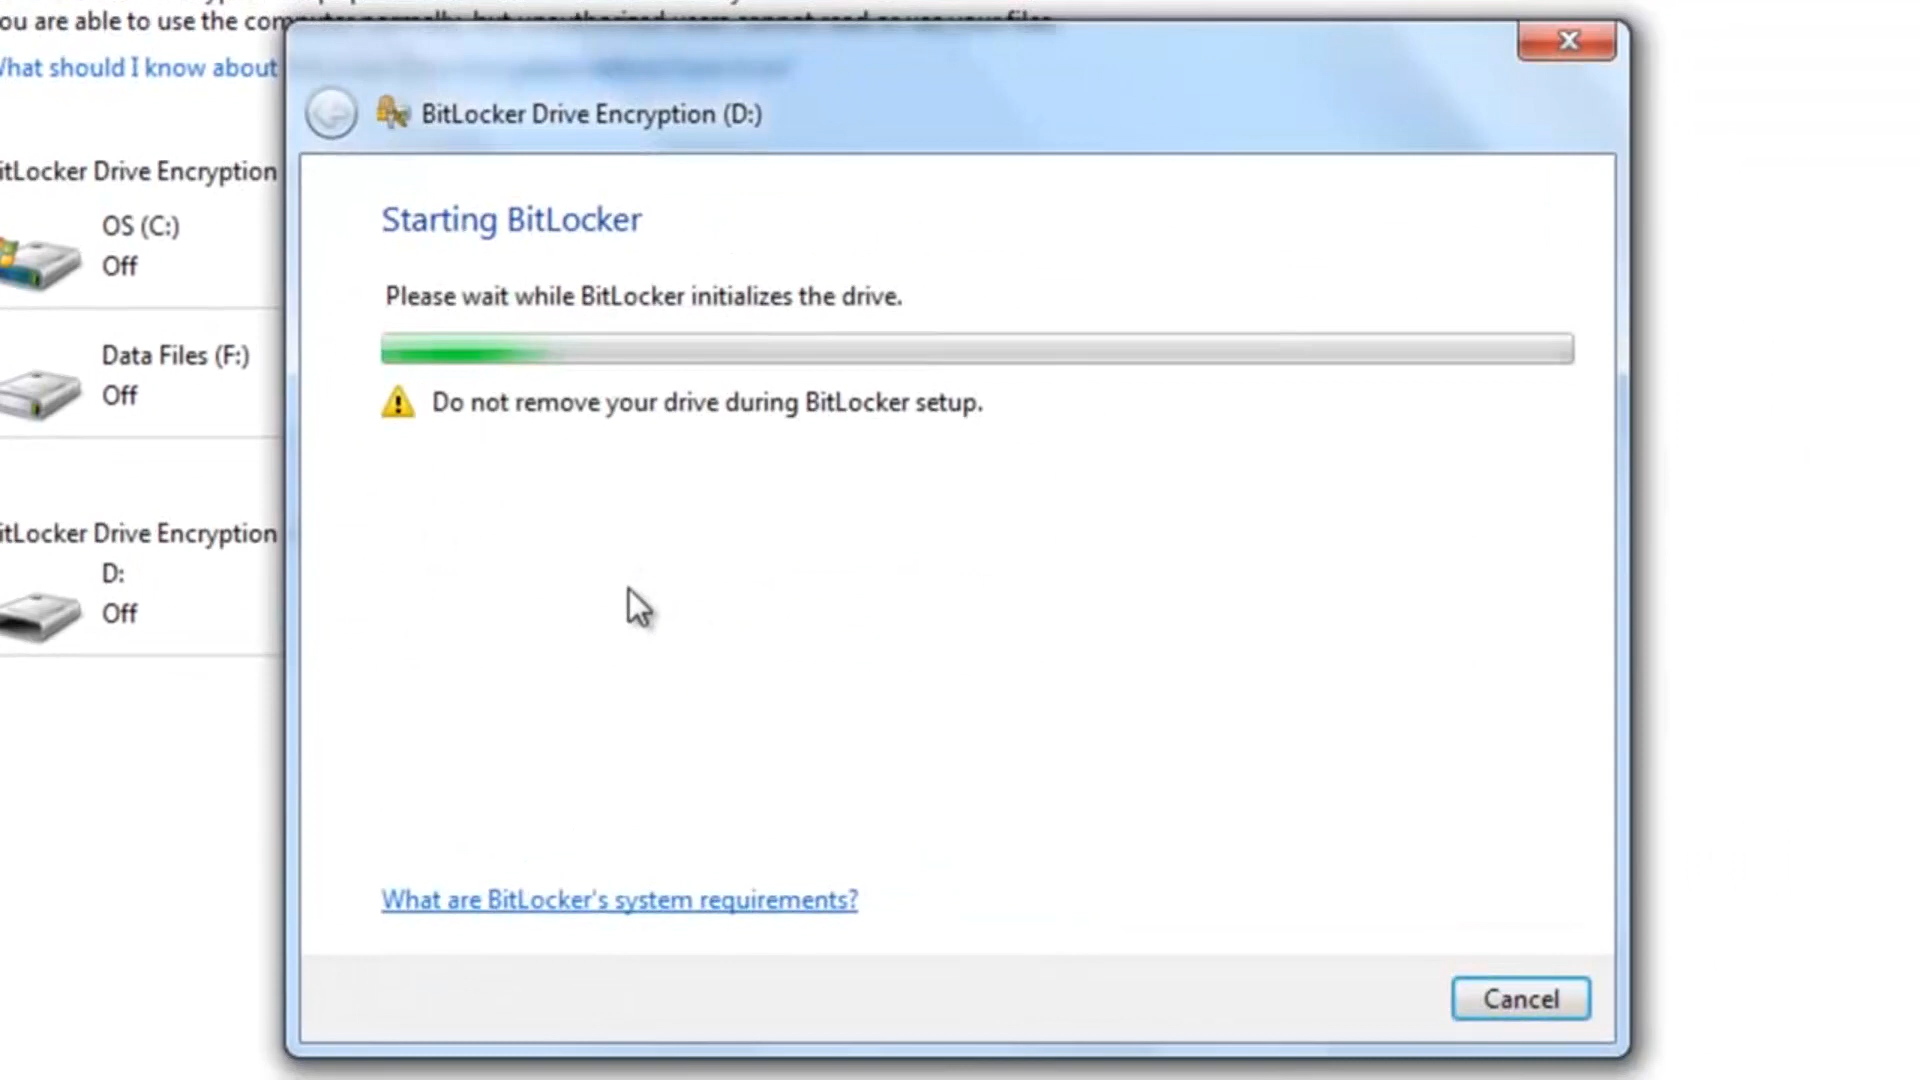 ou are able to use the com
What should I know about
BitLocker Drive Encryption (D:)
itLocker Drive Encryption
OS (C:)
Off
Data Files (F:)
Off
itLocker Drive Encryption
D:
Off
Starting BitLocker
Please wait while BitLocker initializes the drive.
Do not remove your drive during BitLocker setup.
What are BitLocker's system requirements?
Cancel